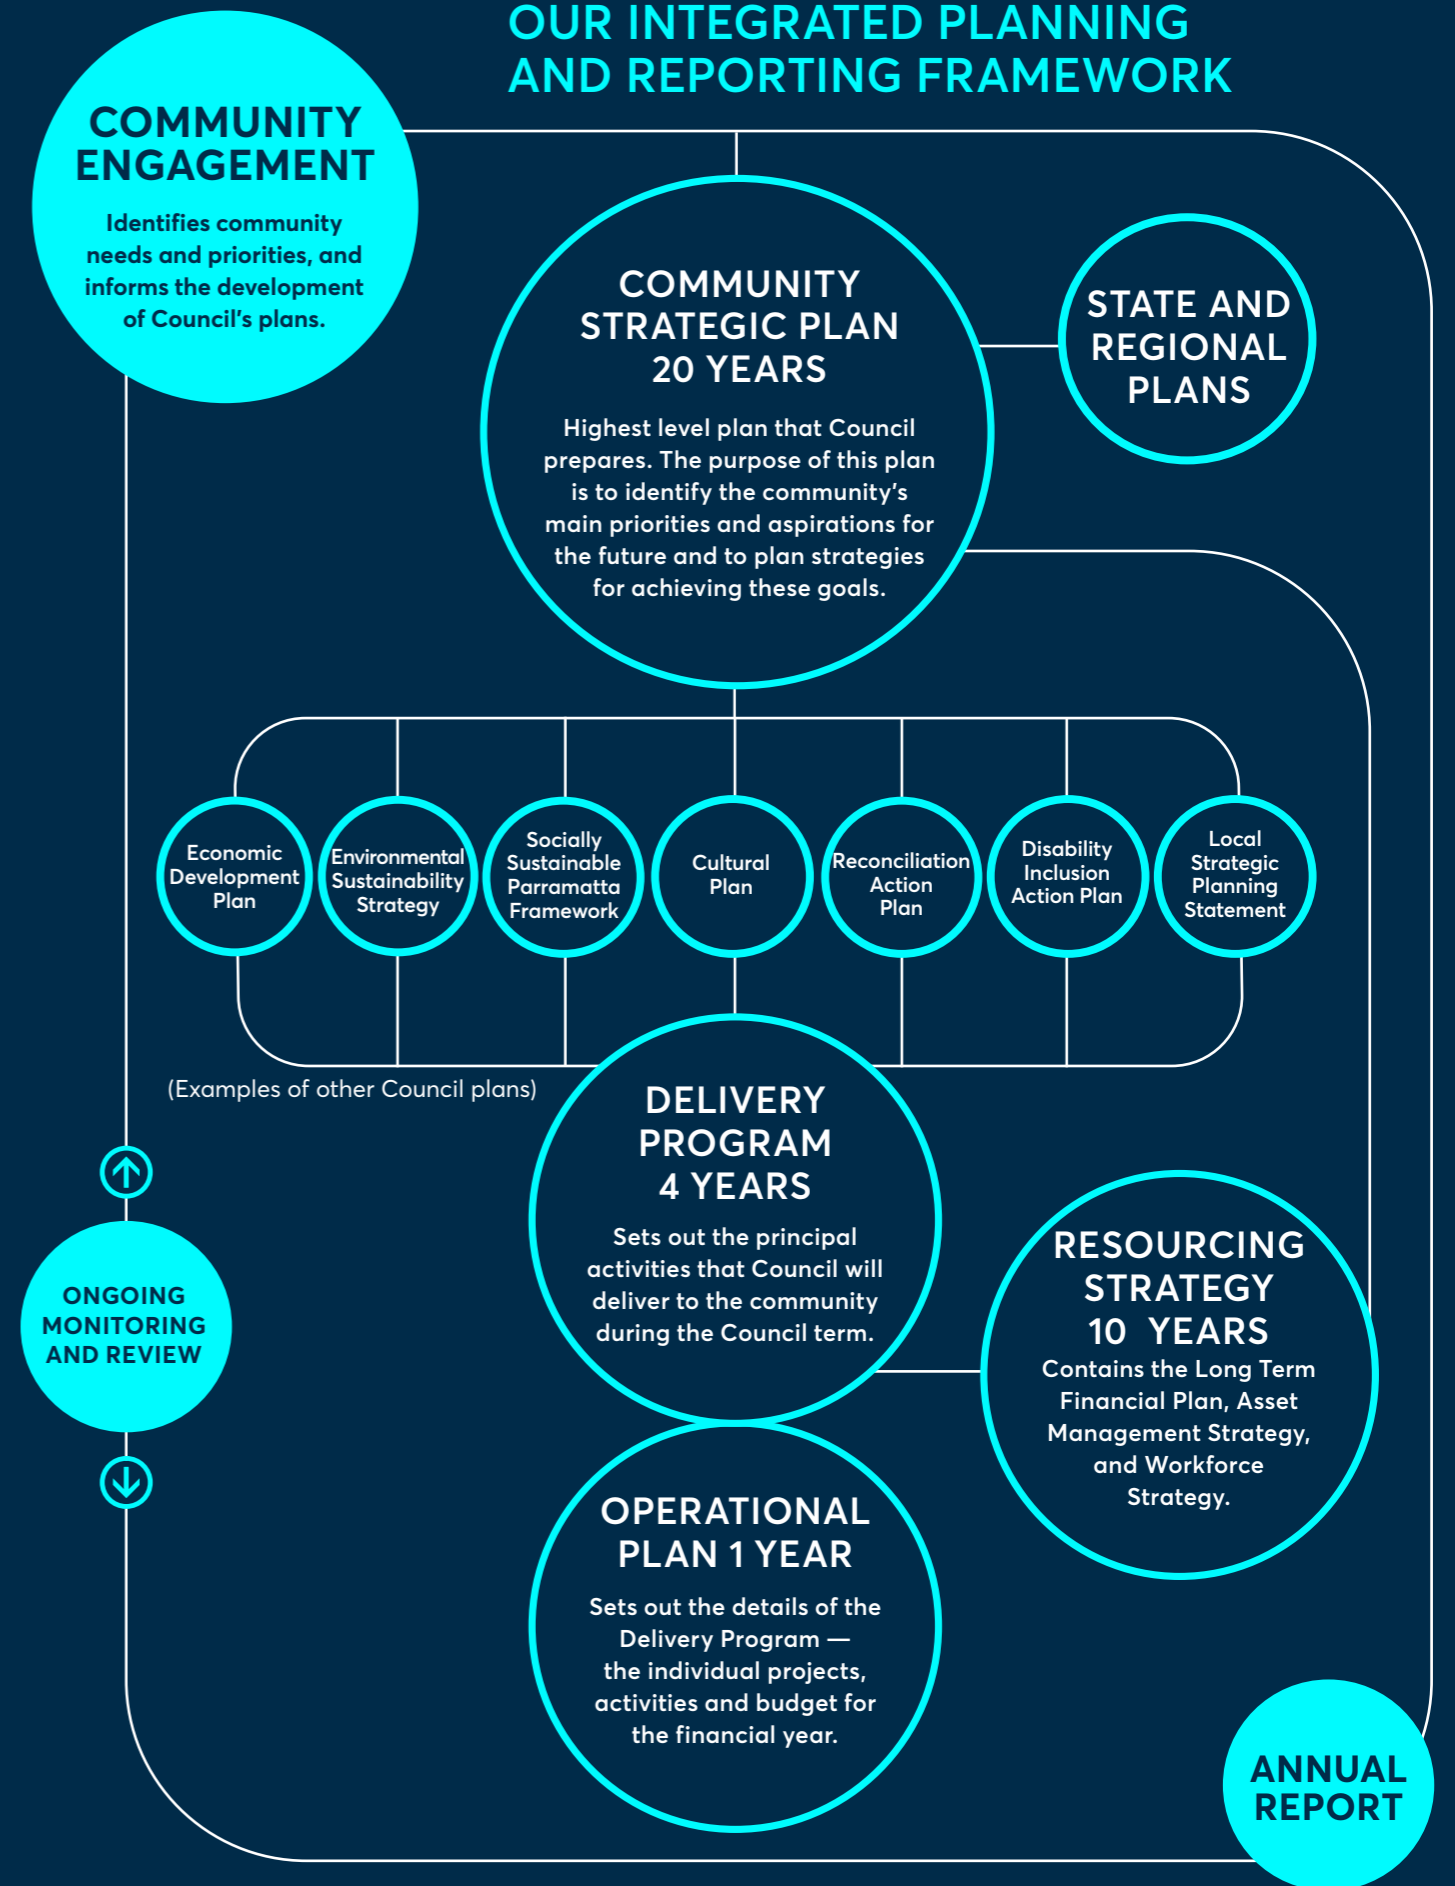 OUR INTEGRATED PLANNING
AND REPORTING FRAMEWORK
COMMUNITY
ENGAGEMENT
Identifies community
needs and priorities, and
informs the development
of Council's plans.
COMMUNITY
STRATEGIC PLAN
20 YEARS
Highest level plan that Council
prepares. The purpose of this plan
is to identify the community's
main priorities and aspirations for
the future and to plan strategies
for achieving these goals.
STATE AND
REGIONAL
PLANS
Economic
Development
Plan
Environmental
Sustainability
Strategy
Socially
Sustainable
Parramatta
Framework
Cultural
Plan
Reconciliation
Action
Plan
Disability
Inclusion
Action Plan
Local
Strategic
Planning
Statement
(Examples of other Council plans)
DELIVERY
PROGRAM
4 YEARS
Sets out the principal
activities that Council will
deliver to the community
during the Council term.
RESOURCING
STRATEGY
10 YEARS
Contains the Long Term
Financial Plan, Asset
Management Strategy,
and Workforce
Strategy.
ONGOING
MONITORING
AND REVIEW
OPERATIONAL
PLAN 1 YEAR
Sets out the details of the
Delivery Program —
the individual projects,
activities and budget for
the financial year.
ANNUAL
REPORT